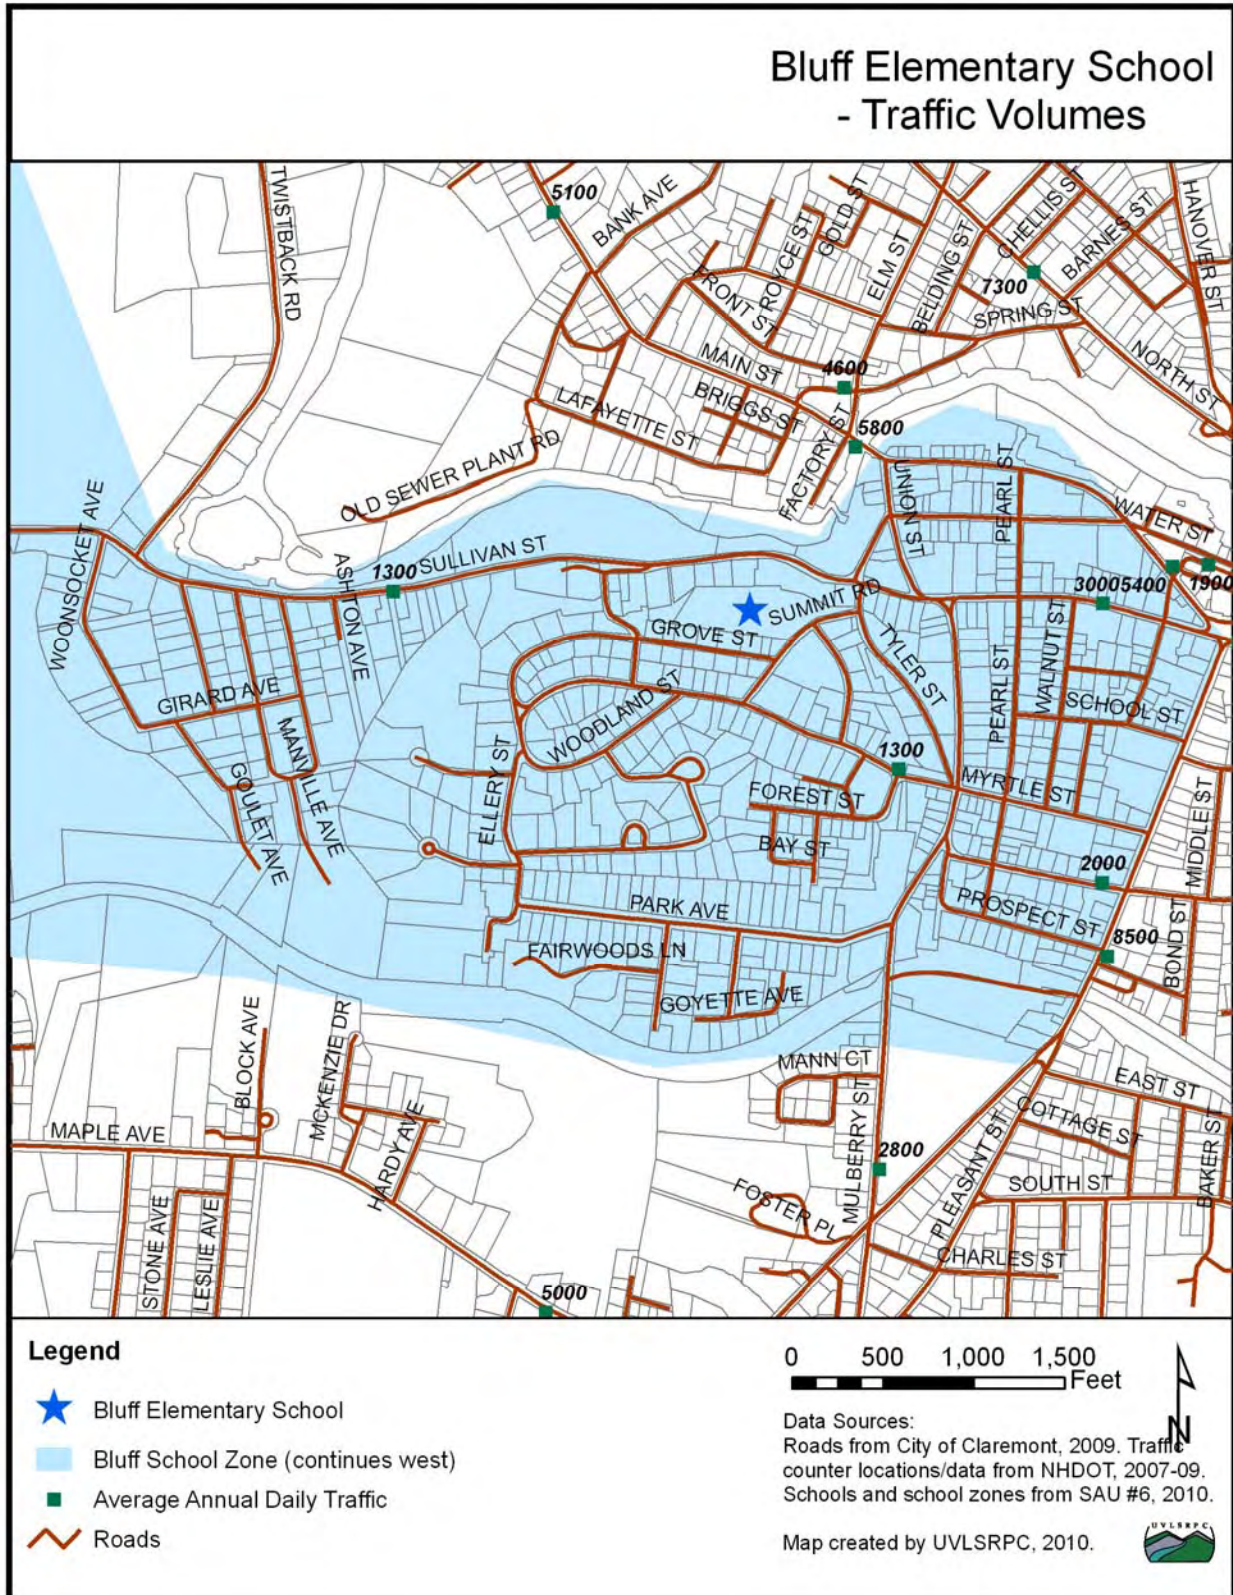 Bluff Elementary School
- Traffic Volumes
TWISTBACK RD
5100
BANK AVE
ROYCE ST
GOLD ST
ELM ST
BELDING ST
CHELLIS ST
BARNES ST
HANOVER ST
7300
SPRING ST
NORTH ST
FRONT ST
MAIN ST
4600
BRIGGS ST
LAFAYETTE ST
FACTORY ST
5800
OLD SEWER PLANT RD
UNION ST
PEARL ST
WATER ST
WOONSOCKET AVE
ASHTON AVE
1300
SULLIVAN ST
3000
5400
1900
SUMMIT RD
GROVE ST
TYLER ST
PEARL ST
WALNUT ST
SCHOOL ST
GIRARD AVE
MANVILLE AVE
GOULET AVE
WOODLAND ST
ELLERY ST
1300
MYRTLE ST
FOREST ST
BAY ST
MIDDLE ST
2000
PARK AVE
PROSPECT ST
BOND ST
8500
FAIRWOODS LN
GOYETTE AVE
BLOCK AVE
MCKENZIE DR
MANN CT
EAST ST
COTTAGE ST
BAKER ST
MAPLE AVE
HARDY AVE
MULBERRY ST
2800
PLEASANT ST
SOUTH ST
STONE AVE
LESLIE AVE
FOSTER PL
CHARLES ST
5000
Legend
Bluff Elementary School
Bluff School Zone (continues west)
Average Annual Daily Traffic
Roads
0 500 1,000 1,500
Feet
N
Data Sources:
Roads from City of Claremont, 2009. Traffic
counter locations/data from NHDOT, 2007-09.
Schools and school zones from SAU #6, 2010.
Map created by UVLSRPC, 2010.
UVLSRPC